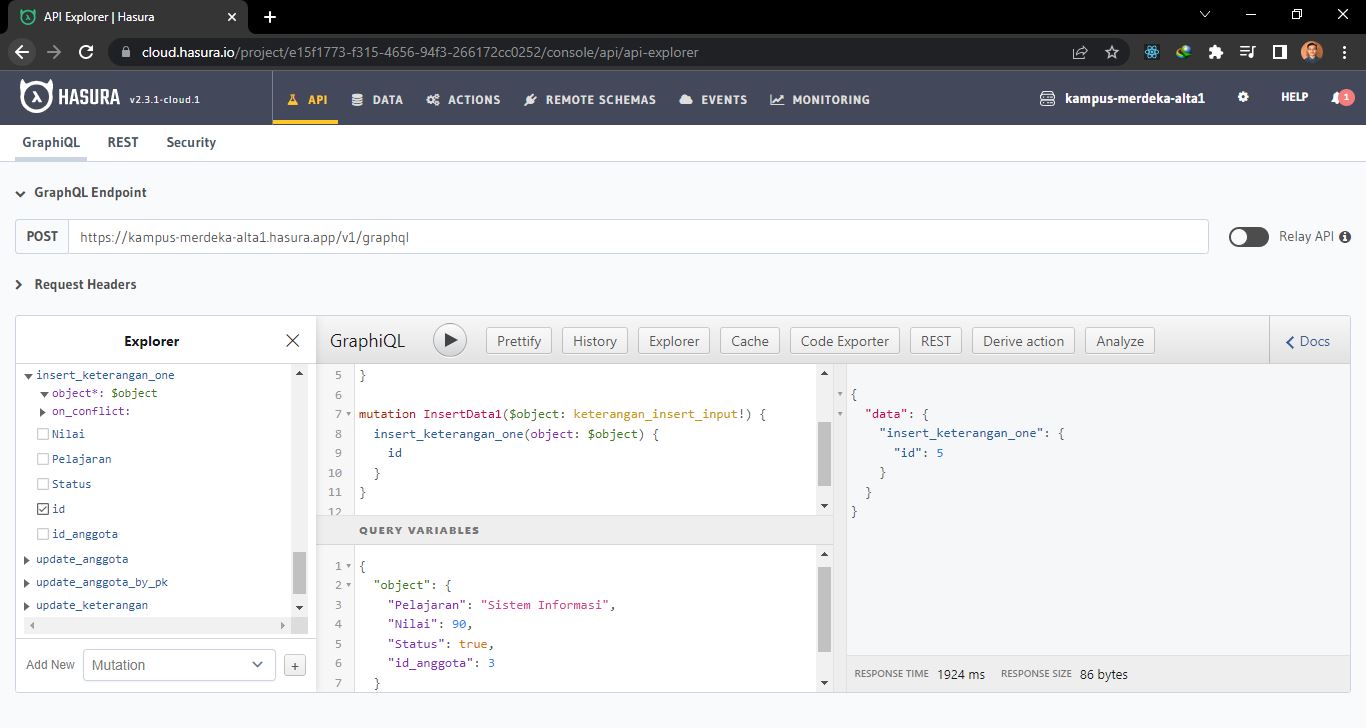 API Explorer | Hasura
cloud.hasura.io/project/e15f1773-f315-4656-94f3-266172cc0252/console/api/api-explorer
HASURA v2.3.1-cloud.1
API DATA ACTIONS REMOTE SCHEMAS EVENTS MONITORING
kampus-merdeka-alta1 HELP 1
GraphiQL REST Security
GraphQL Endpoint
POST https://kampus-merdeka-alta1.hasura.app/v1/graphql
Relay API
Request Headers
Explorer
insert_keterangan_one
object*: $object
on_conflict:
Nilai
Pelajaran
Status
id
id_anggota
update_anggota
update_anggota_by_pk
update_keterangan
Add New Mutation +
GraphiQL Prettify History Explorer Cache Code Exporter REST Derive action Analyze Docs
5 }
6
7 mutation InsertData1($object: keterangan_insert_input!) {
8 insert_keterangan_one(object: $object) {
9 id
10 }
11 }
12
QUERY VARIABLES
1 {
2 "object": {
3 "Pelajaran": "Sistem Informasi",
4 "Nilai": 90,
5 "Status": true,
6 "id_anggota": 3
7 }
{
"data": {
"insert_keterangan_one": {
"id": 5
}
}
}
RESPONSE TIME 1924 ms RESPONSE SIZE 86 bytes